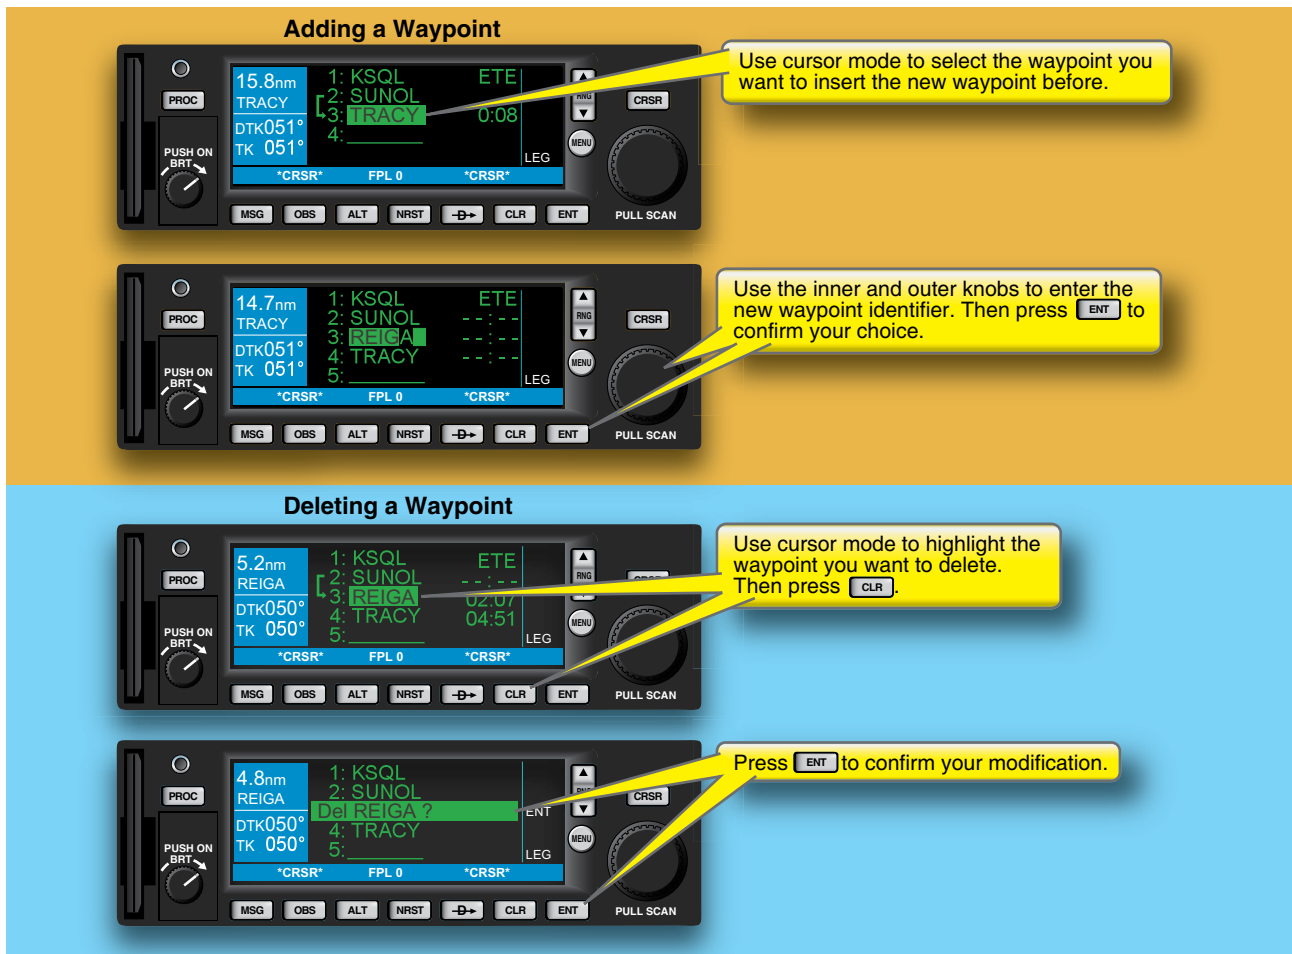 Adding a Waypoint
15.8nm
TRACY
DTK051°
TK 051°
1: KSQL
2: SUNOL
3: TRACY
4:
ETE
0:08
LEG
*CRSR* FPL 0 *CRSR*
PROC
PUSH ON
BRT
MSG OBS ALT NRST D CLR ENT
RNG
MENU
CRSR
PULL SCAN
Use cursor mode to select the waypoint you
want to insert the new waypoint before.
14.7nm
TRACY
DTK051°
TK 051°
1: KSQL
2: SUNOL
3: REIGA
4: TRACY
5:
ETE
--:--
--:--
--:--
LEG
*CRSR* FPL 0 *CRSR*
PROC
PUSH ON
BRT
MSG OBS ALT NRST D CLR ENT
RNG
MENU
CRSR
PULL SCAN
Use the inner and outer knobs to enter the
new waypoint identifier. Then press ENT to
confirm your choice.
Deleting a Waypoint
5.2nm
REIGA
DTK050°
TK 050°
1: KSQL
2: SUNOL
3: REIGA
4: TRACY
5:
ETE
--:--
02:07
04:51
LEG
*CRSR* FPL 0 *CRSR*
PROC
PUSH ON
BRT
MSG OBS ALT NRST D CLR ENT
RNG
MENU
CRSR
PULL SCAN
Use cursor mode to highlight the
waypoint you want to delete.
Then press CLR.
4.8nm
REIGA
DTK050°
TK 050°
1: KSQL
2: SUNOL
Del REIGA ?
4: TRACY
5:
ENT
LEG
*CRSR* FPL 0 *CRSR*
PROC
PUSH ON
BRT
MSG OBS ALT NRST D CLR ENT
RNG
MENU
CRSR
PULL SCAN
Press ENT to confirm your modification.